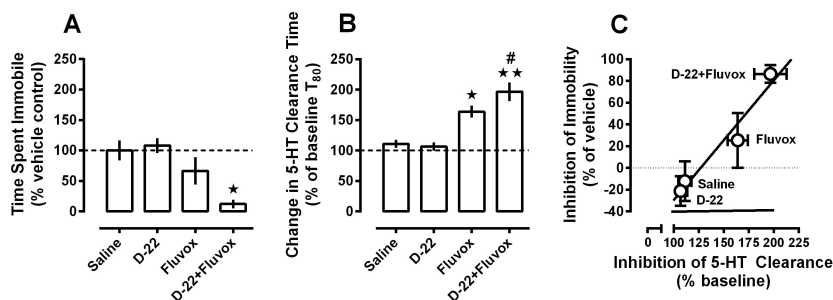 A
Time Spent Immobile
(% vehicle control)
250
200
150
100
50
0
Saline
D-22
Fluvox
D-22+Fluvox
★
B
Change in 5-HT Clearance Time
(% of baseline T80)
250
200
150
100
50
0
Saline
D-22
Fluvox
D-22+Fluvox
★
#
★★
C
Inhibition of Immobility
(% of vehicle)
100
80
60
40
20
0
-20
-40
D-22+Fluvox
Fluvox
Saline
D-22
0 100 125 150 175 200 225
Inhibition of 5-HT Clearance
(% baseline)